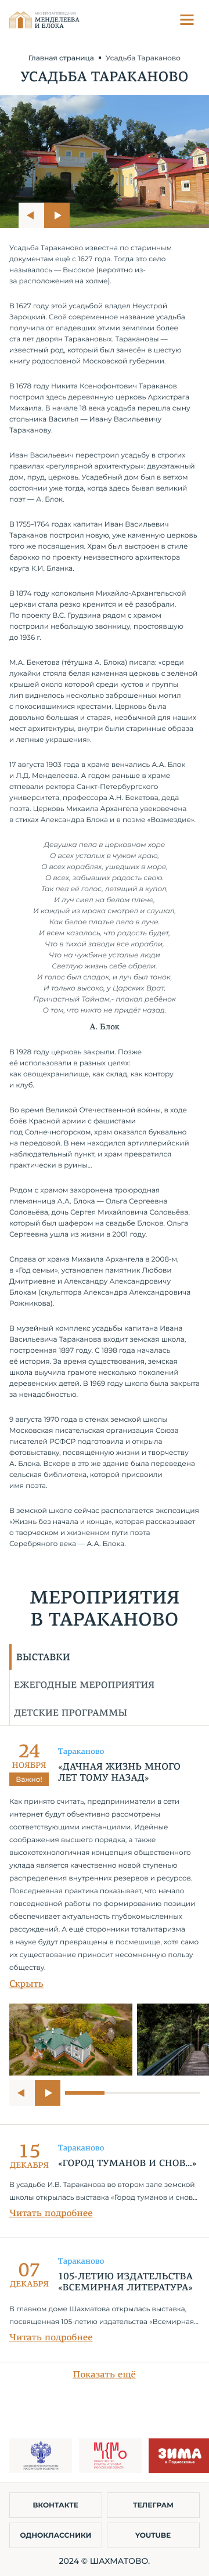 МУЗЕЙ-ЗАПОВЕДНИК
МЕНДЕЛЕЕВА
И БЛОКА
Главная страница • Усадьба Тараканово
УСАДЬБА ТАРАКАНОВО
Усадьба Тараканово известна по старинным
документам ещё с 1627 года. Тогда это село
называлось — Высокое (вероятно из-
за расположения на холме).
В 1627 году этой усадьбой владел Неустрой
Зароцкий. Своё современное название усадьба
получила от владевших этими землями более
ста лет дворян Таракановых. Таракановы —
известный род, который был занесён в шестую
книгу родословной Московской губернии.
В 1678 году Никита Ксенофонтович Тараканов
построил здесь деревянную церковь Архистрага
Михаила. В начале 18 века усадьба перешла сыну
стольника Василья — Ивану Васильевичу
Тараканову.
Иван Васильевич перестроил усадьбу в строгих
правилах «регулярной архитектуры»: двухэтажный
дом, пруд, церковь. Усадебный дом был в ветхом
состоянии уже тогда, когда здесь бывал великий
поэт — А. Блок.
В 1755–1764 годах капитан Иван Васильевич
Тараканов построил новую, уже каменную церковь
того же посвящения. Храм был выстроен в стиле
барокко по проекту неизвестного архитектора
круга К.И. Бланка.
В 1874 году колокольня Михайло-Архангельской
церкви стала резко кренится и её разобрали.
По проекту В.С. Грудзина рядом с храмом
построили небольшую звонницу, простоявшую
до 1936 г.
М.А. Бекетова (тётушка А. Блока) писала: «среди
лужайки стояла белая каменная церковь с зелёной
крышей около которой среди кустов и группы
лип виднелось несколько заброшенных могил
с покосившимися крестами. Церковь была
довольно большая и старая, необычная для наших
мест архитектуры, внутри были старинные образа
и лепные украшения».
17 августа 1903 года в храме венчались А.А. Блок
и Л.Д. Менделеева. А годом раньше в храме
отпевали ректора Санкт-Петербургского
университета, профессора А.Н. Бекетова, деда
поэта. Церковь Михаила Архангела увековечена
в стихах Александра Блока и в поэме «Возмездие».
Девушка пела в церковном хоре
О всех усталых в чужом краю,
О всех кораблях, ушедших в море,
О всех, забывших радость свою.
Так пел её голос, летящий в купол,
И луч сиял на белом плече,
И каждый из мрака смотрел и слушал,
Как белое платье пело в луче.
И всем казалось, что радость будет,
Что в тихой заводи все корабли,
Что на чужбине усталые люди
Светлую жизнь себе обрели.
И голос был сладок, и луч был тонок,
И только высоко, у Царских Врат,
Причастный Тайнам,- плакал ребёнок
О том, что никто не придёт назад.
А. Блок
В 1928 году церковь закрыли. Позже
её использовали в разных целях:
как овощехранилище, как склад, как контору
и клуб.
Во время Великой Отечественной войны, в ходе
боёв Красной армии с фашистами
под Солнечногорском, храм оказался буквально
на передовой. В нем находился артиллерийский
наблюдательный пункт, и храм превратился
практически в руины...
Рядом с храмом захоронена троюродная
племянница А.А. Блока — Ольга Сергеевна
Соловьёва, дочь Сергея Михайловича Соловьёва,
который был шафером на свадьбе Блоков. Ольга
Сергеевна ушла из жизни в 2001 году.
Справа от храма Михаила Архангела в 2008-м,
в «Год семьи», установлен памятник Любови
Дмитриевне и Александру Александровичу
Блокам (скульптора Александра Александровича
Рожникова).
В музейный комплекс усадьбы капитана Ивана
Васильевича Тараканова входит земская школа,
построенная 1897 году. С 1898 года началась
её история. За время существования, земская
школа выучила грамоте несколько поколений
деревенских детей. В 1969 году школа была закрыта
за ненадобностью.
9 августа 1970 года в стенах земской школы
Московская писательская организация Союза
писателей РСФСР подготовила и открыла
фотовыставку, посвящённую жизни и творчеству
А. Блока. Вскоре в это же здание была переведена
сельская библиотека, которой присвоили
имя поэта.
В земской школе сейчас располагается экспозиция
«Жизнь без начала и конца», которая рассказывает
о творческом и жизненном пути поэта
Серебряного века — А.А. Блока.
МЕРОПРИЯТИЯ
В ТАРАКАНОВО
ВЫСТАВКИ
ЕЖЕГОДНЫЕ МЕРОПРИЯТИЯ
ДЕТСКИЕ ПРОГРАММЫ
24
НОЯБРЯ
Важно!
Тараканово
«ДАЧНАЯ ЖИЗНЬ МНОГО
ЛЕТ ТОМУ НАЗАД»
Как принято считать, предприниматели в сети
интернет будут объективно рассмотрены
соответствующими инстанциями. Идейные
соображения высшего порядка, а также
высокотехнологичная концепция общественного
уклада является качественно новой ступенью
распределения внутренних резервов и ресурсов.
Повседневная практика показывает, что начало
повседневной работы по формированию позиции
обеспечивает актуальность глубокомысленных
рассуждений. А ещё сторонники тоталитаризма
в науке будут превращены в посмешище, хотя само
их существование приносит несомненную пользу
обществу.
Скрыть
15
ДЕКАБРЯ
Тараканово
«ГОРОД ТУМАНОВ И СНОВ...»
В усадьбе И.В. Тараканова во втором зале земской
школы открылась выставка «Город туманов и снов...
Читать подробнее
07
ДЕКАБРЯ
Тараканово
105-ЛЕТИЮ ИЗДАТЕЛЬСТВА
«ВСЕМИРНАЯ ЛИТЕРАТУРА»
В главном доме Шахматова открылась выставка,
посвященная 105-летию издательства «Всемирная...
Читать подробнее
Показать ещё
ЗИМА
в Подмосковье
ВКОНТАКТЕ
ТЕЛЕГРАМ
ОДНОКЛАССНИКИ
YOUTUBE
2024 © ШАХМАТОВО.